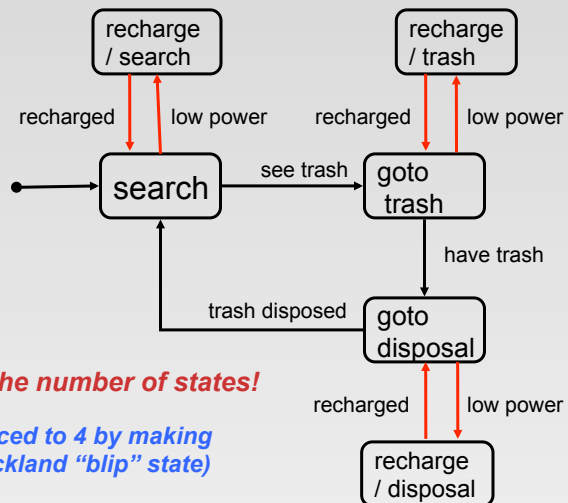 recharge
/ search
recharge
/ trash
recharged
low power
recharged
low power
search
see trash
goto
trash
have trash
trash disposed
goto
disposal
he number of states!
recharged
low power
ced to 4 by making
ckland “blip” state)
recharge
/ disposal